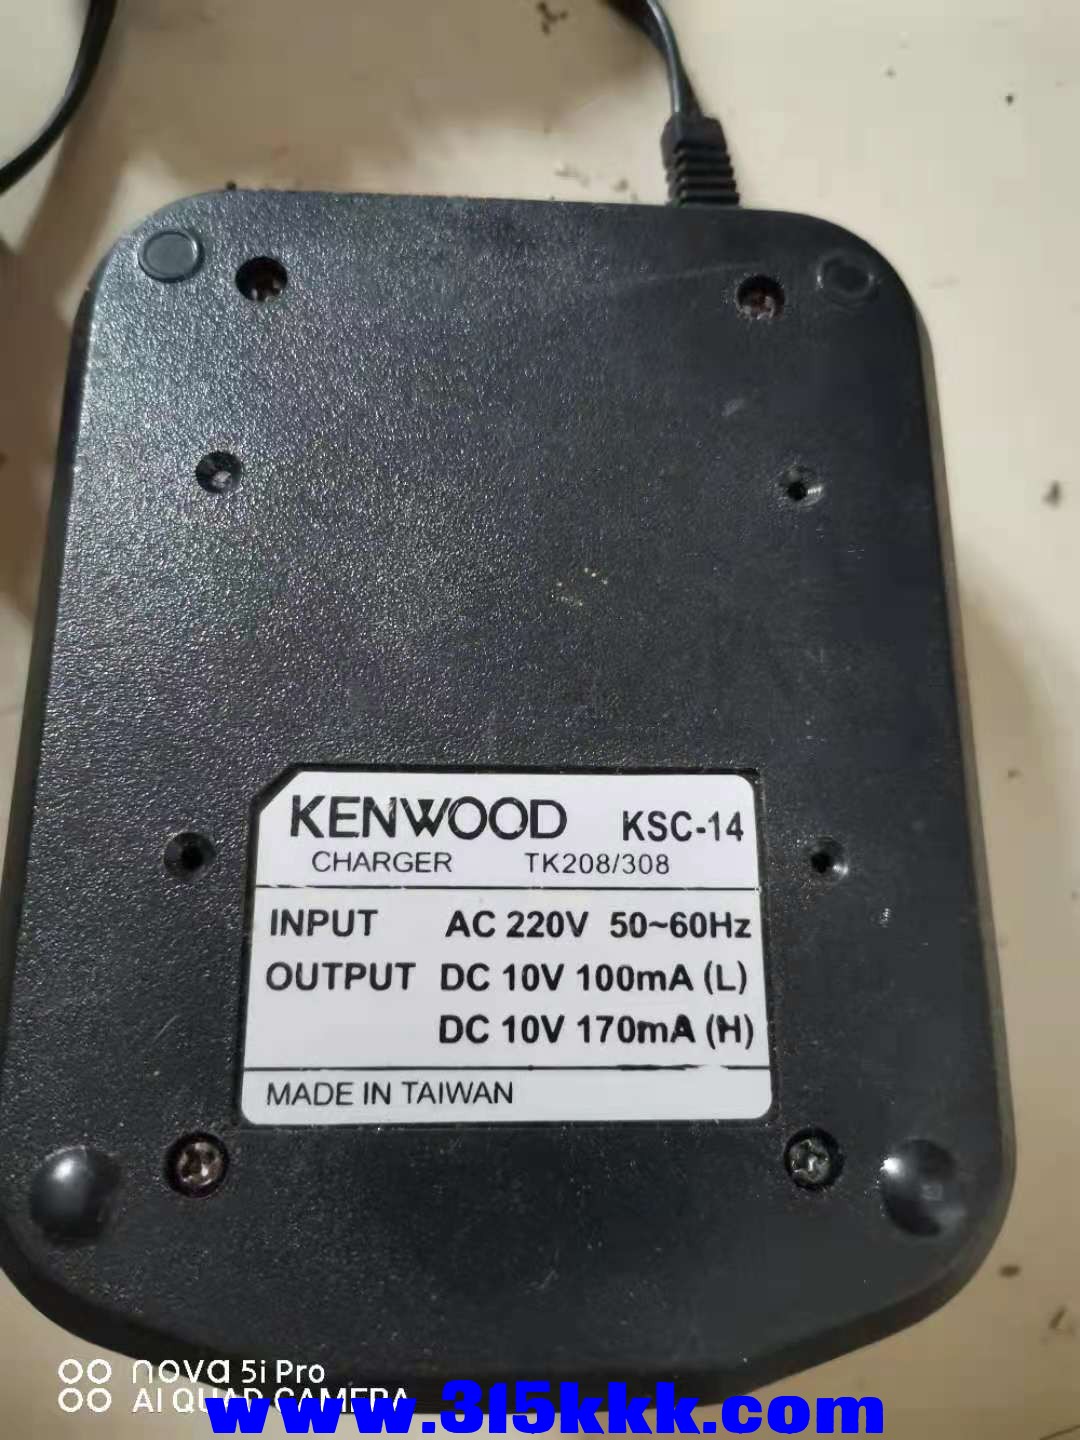 KENWOOD KSC-14
CHARGER TK208/308
INPUT AC 220V 50~60Hz
OUTPUT DC 10V 100mA (L)
DC 10V 170mA (H)
MADE IN TAIWAN
nova 5i Pro
AI QUAD CAMERA
www.315kkk.com